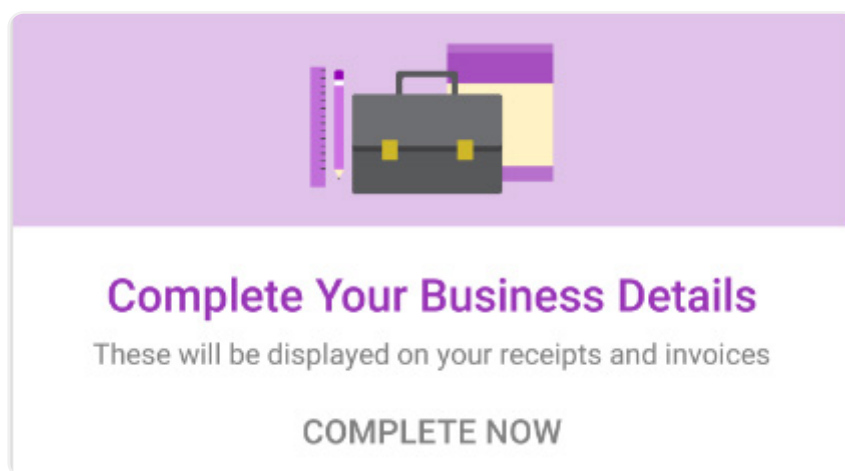 Complete Your Business Details
These will be displayed on your receipts and invoices
COMPLETE NOW